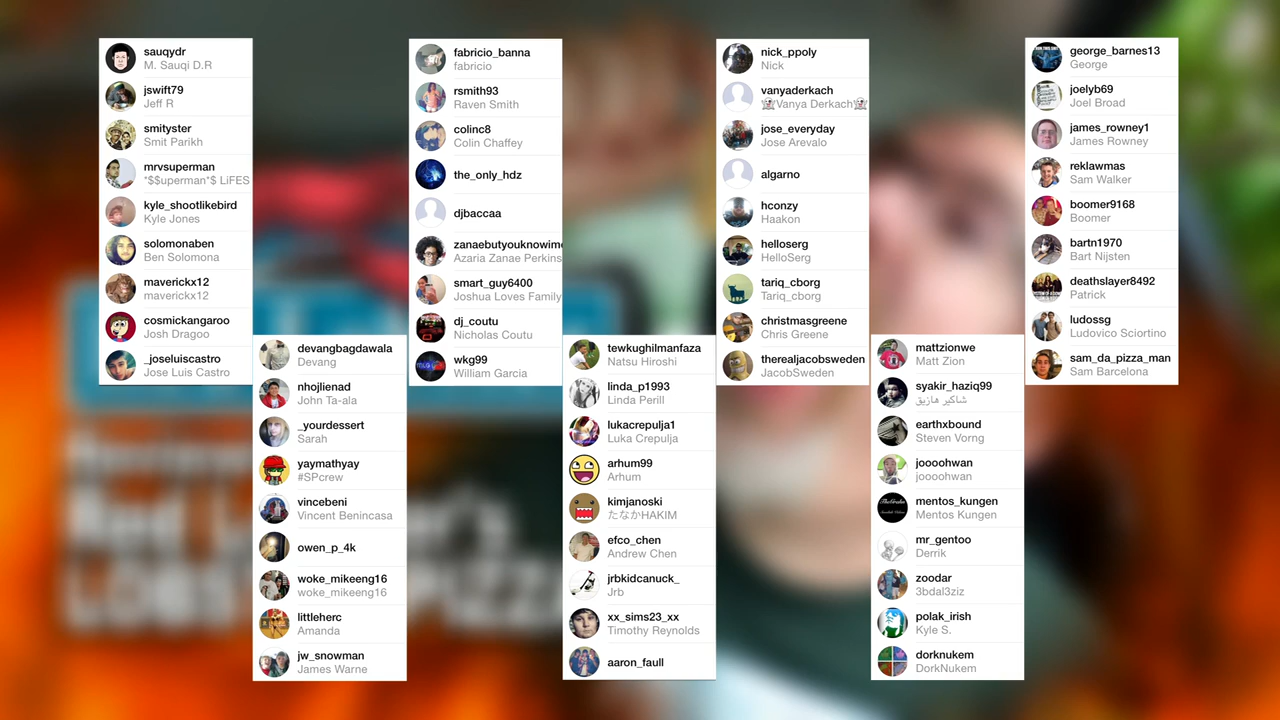 sauqydr
M. Sauqi D.R
jswift79
Jeff R
smityster
Smit Parikh
mrvsuperman
*$$uperman*$ LiFES
kyle_shootlikebird
Kyle Jones
solomonaben
Ben Solomona
maverickx12
maverickx12
cosmickangaroo
Josh Dragoo
_joseluiscastro
Jose Luis Castro
devangbagdawala
Devang
nhojlienad
John Ta-ala
_yourdessert
Sarah
yaymathyay
#SPcrew
vincebeni
Vincent Benincasa
owen_p_4k
woke_mikeeng16
woke_mikeeng16
littleherc
Amanda
jw_snowman
James Warne
fabricio_banna
fabricio
rsmith93
Raven Smith
colinc8
Colin Chaffey
the_only_hdz
djbaccaa
zanaebutyouknowime
Azaria Zanae Perkins
smart_guy6400
Joshua Loves Family
dj_coutu
Nicholas Coutu
wkg99
William Garcia
tewkughilmanfaza
Natsu Hiroshi
linda_p1993
Linda Perill
lukacrepulja1
Luka Crepulja
arhum99
Arhum
kimjanoski
たなかHAKIM
efco_chen
Andrew Chen
jrbkidcanuck_
Jrb
xx_sims23_xx
Timothy Reynolds
aaron_faull
nick_ppoly
Nick
vanyaderkach
Vanya Derkach
jose_everyday
Jose Arevalo
algarno
hconzy
Haakon
helloserg
HelloSerg
tariq_cborg
Tariq_cborg
christmasgreene
Chris Greene
therealjacobsweden
JacobSweden
mattzionwe
Matt Zion
syakir_haziq99
شاكير هازيق
earthxbound
Steven Vorng
joooohwan
joooohwan
mentos_kungen
Mentos Kungen
mr_gentoo
Derrik
zoodar
3bdal3ziz
polak_irish
Kyle S.
dorknukem
DorkNukem
george_barnes13
George
joelyb69
Joel Broad
james_rowney1
James Rowney
reklawmas
Sam Walker
boomer9168
Boomer
bartn1970
Bart Nijsten
deathslayer8492
Patrick
ludossg
Ludovico Sciortino
sam_da_pizza_man
Sam Barcelona